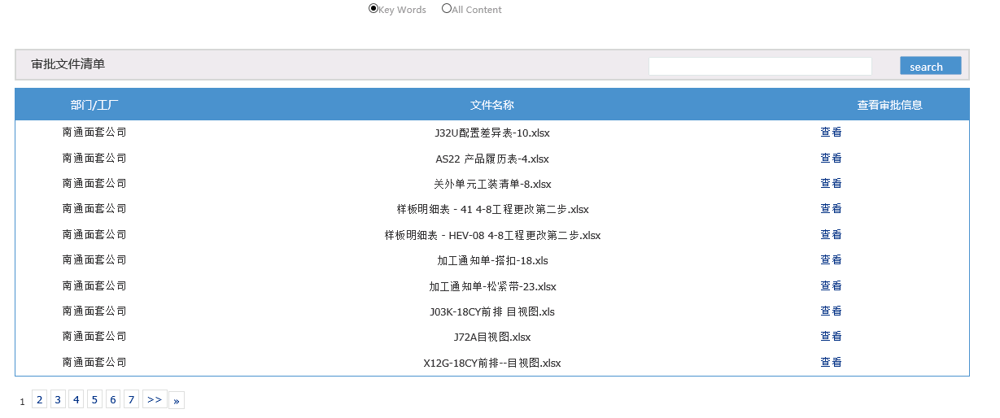 Key Words All Content
审批文件清单 search
部门/工厂 文件名称 查看审批信息
南通面套公司 J32U配置差异表-10.xlsx 查看
南通面套公司 AS22 产品履历表-4.xlsx 查看
南通面套公司 关外单元工装清单-8.xlsx 查看
南通面套公司 样板明细表 - 41 4-8工程更改第二步.xlsx 查看
南通面套公司 样板明细表 - HEV-08 4-8工程更改第二步.xlsx 查看
南通面套公司 加工通知单-搭扣-18.xls 查看
南通面套公司 加工通知单-松紧带-23.xlsx 查看
南通面套公司 J03K-18CY前排 目视图.xls 查看
南通面套公司 J72A目视图.xlsx 查看
南通面套公司 X12G-18CY前排--目视图.xlsx 查看
1 2 3 4 5 6 7 >> »